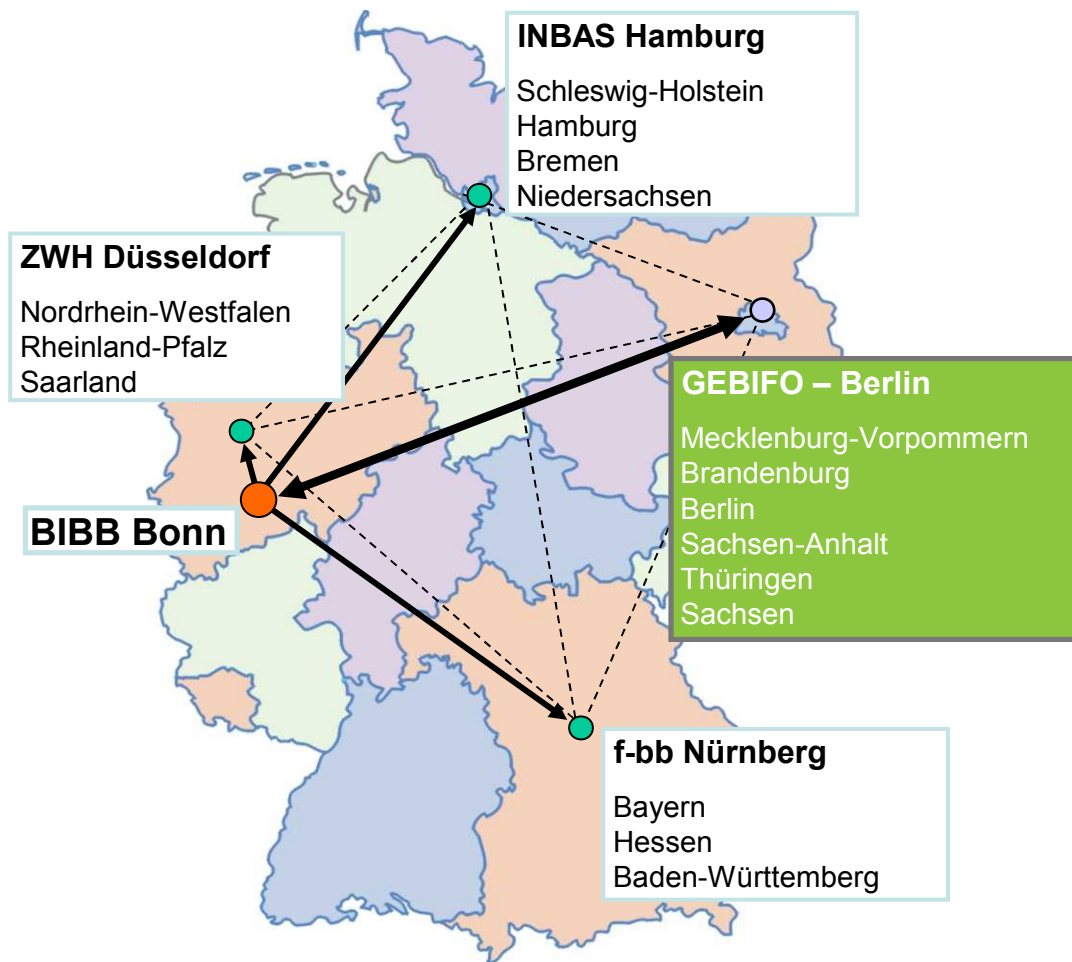 INBAS Hamburg
Schleswig-Holstein
Hamburg
Bremen
Niedersachsen
ZWH Düsseldorf
Nordrhein-Westfalen
Rheinland-Pfalz
Saarland
GEBIFO – Berlin
Mecklenburg-Vorpommern
Brandenburg
Berlin
Sachsen-Anhalt
Thüringen
Sachsen
BIBB Bonn
f-bb Nürnberg
Bayern
Hessen
Baden-Württemberg